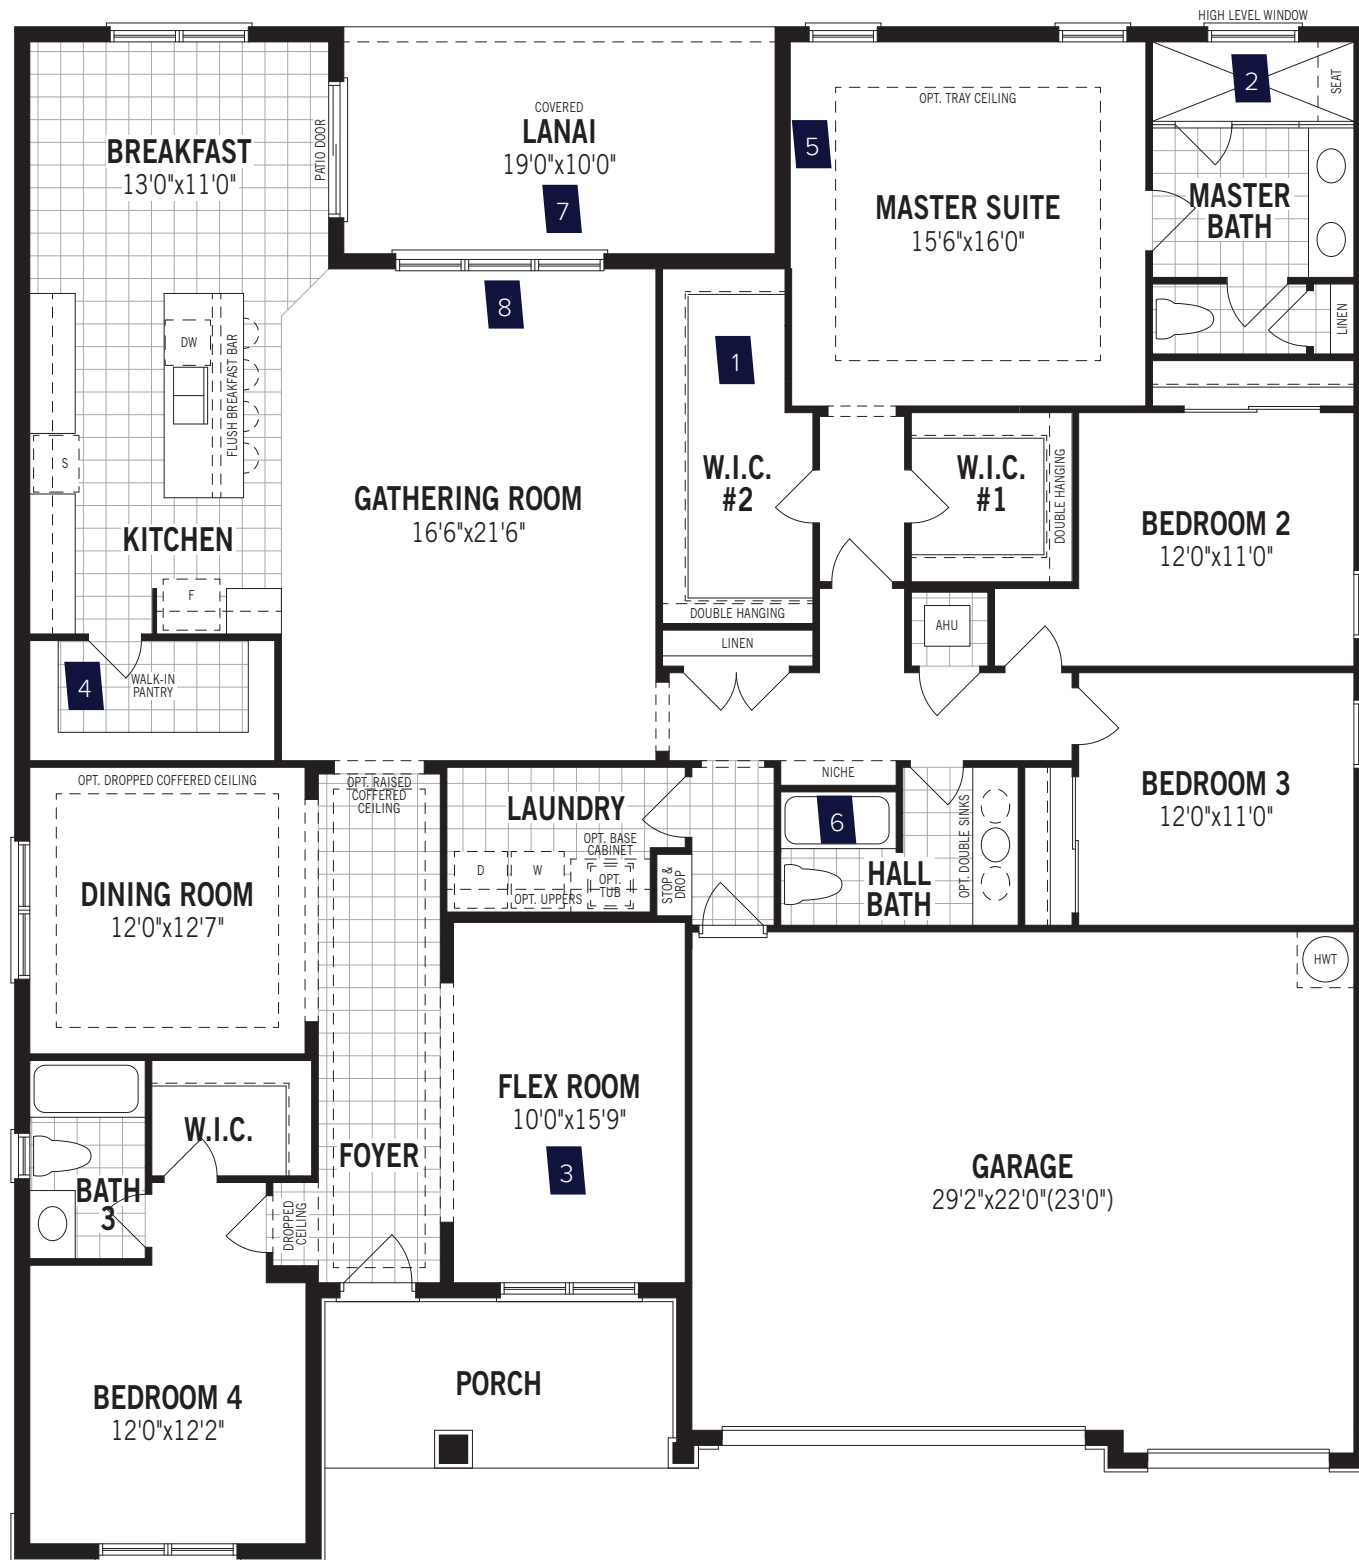 HIGH LEVEL WINDOW
2
SEAT
OPT. TRAY CEILING
COVERED
LANAI
19'0"x10'0"
7
5
BREAKFAST
13'0"x11'0"
PATIO DOOR
MASTER SUITE
15'6"x16'0"
MASTER
BATH
LINEN
8
1
DW
FLUSH BREAKFAST BAR
S
KITCHEN
F
GATHERING ROOM
16'6"x21'6"
W.I.C.
#2
DOUBLE HANGING
LINEN
W.I.C.
#1
DOUBLE HANGING
BEDROOM 2
12'0"x11'0"
AHU
4
WALK-IN
PANTRY
BEDROOM 3
12'0"x11'0"
OPT. DROPPED COFFERED CEILING
DINING ROOM
12'0"x12'7"
OPT. RAISED
COFFERED
CEILING
LAUNDRY
OPT. BASE
CABINET
D
W
OPT.
TUB
OPT. UPPERS
STOP &
DROP
NICHE
6
HALL
BATH
OPT. DOUBLE SINKS
HWT
FLEX ROOM
10'0"x15'9"
3
FOYER
W.I.C.
BATH
3
DROPPED
CEILING
GARAGE
29'2"x22'0"(23'0")
BEDROOM 4
12'0"x12'2"
PORCH